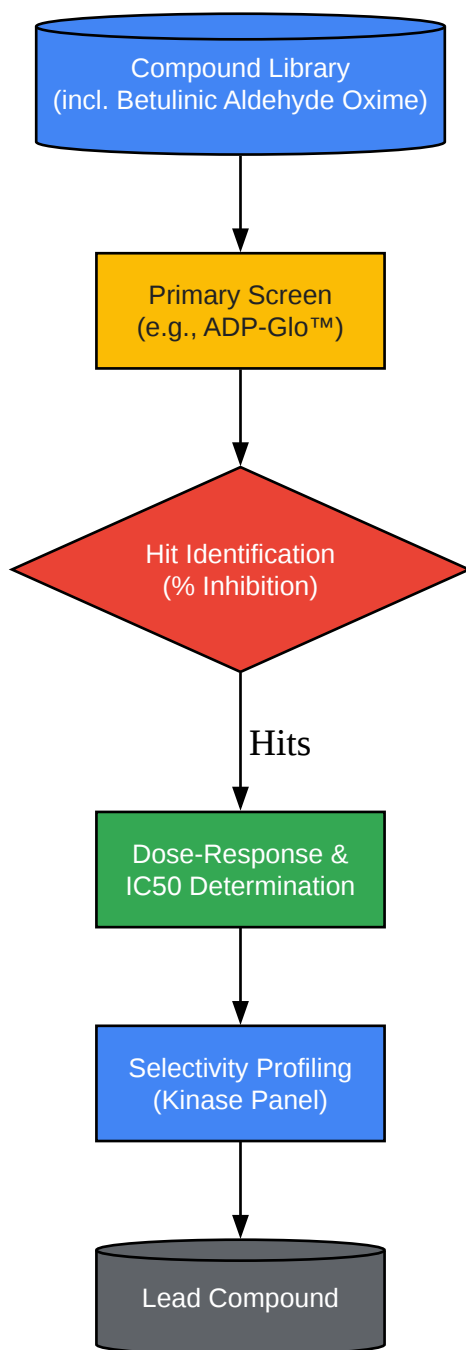 Compound Library
(incl. Betulinic Aldehyde Oxime)
Primary Screen
(e.g., ADP-Glo™)
Hit Identification
(% Inhibition)
Hits
Dose-Response &
IC50 Determination
Selectivity Profiling
(Kinase Panel)
Lead Compound